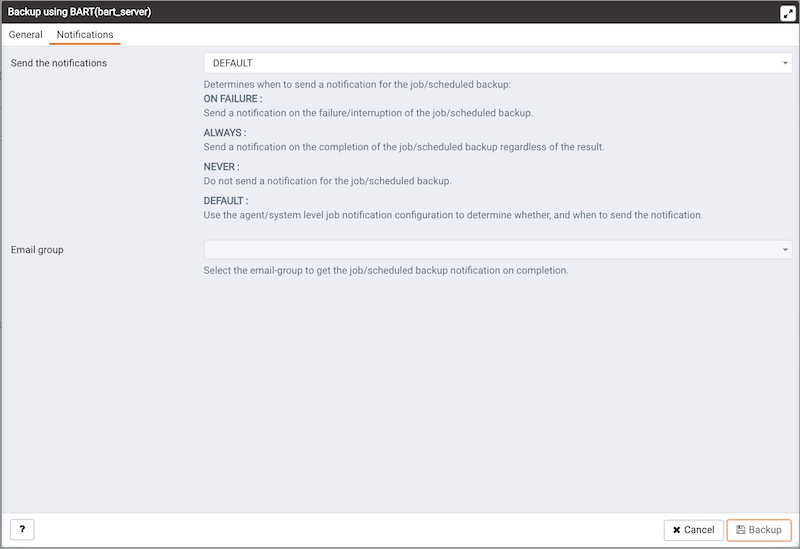 Backup using BART(bart_server)
General Notifications
Send the notifications DEFAULT
Determines when to send a notification for the job/scheduled backup:
ON FAILURE :
Send a notification on the failure/interruption of the job/scheduled backup.
ALWAYS :
Send a notification on the completion of the job/scheduled backup regardless of the result.
NEVER :
Do not send a notification for the job/scheduled backup.
DEFAULT :
Use the agent/system level job notification configuration to determine whether, and when to send the notification.
Email group
Select the email-group to get the job/scheduled backup notification on completion.
? Cancel Backup